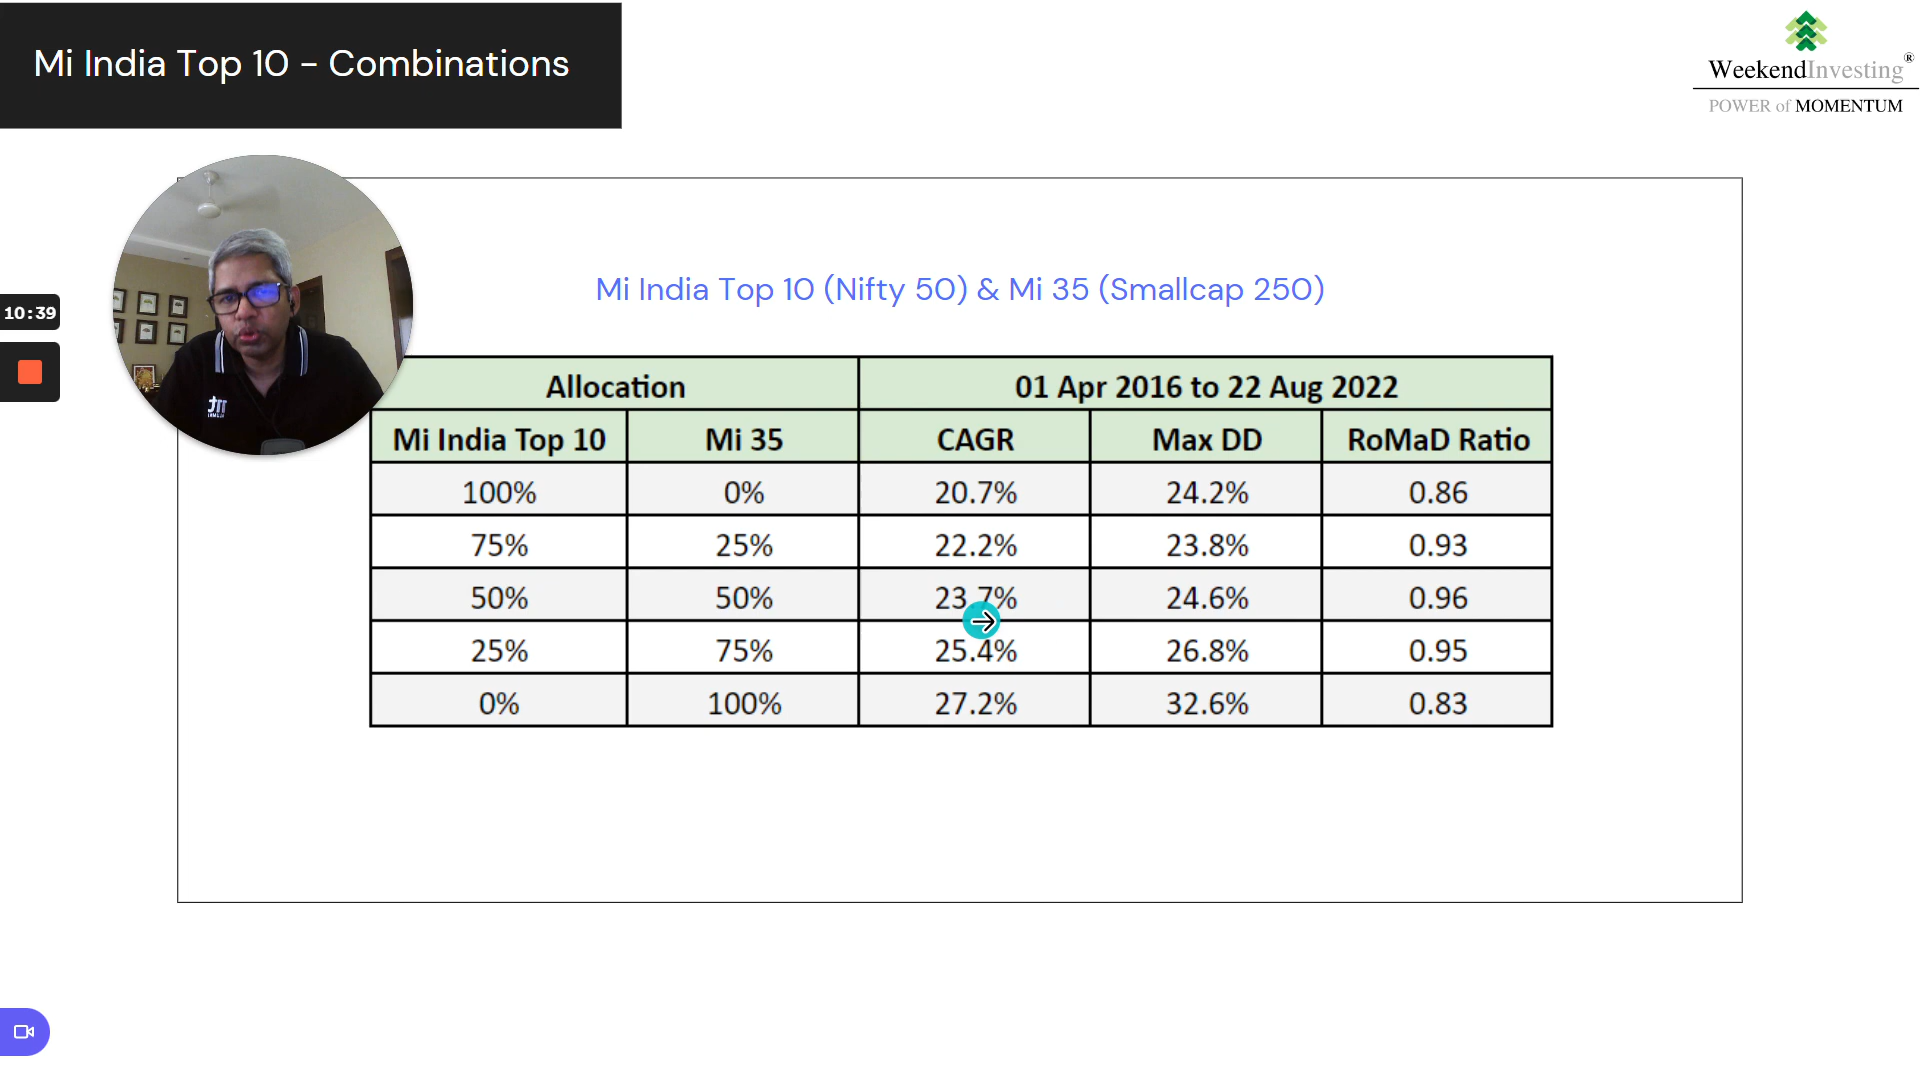 Mi India Top 10 - Combinations
WeekendInvesting®
POWER of MOMENTUM
10:39
Mi India Top 10 (Nifty 50) & Mi 35 (Smallcap 250)
Allocation 01 Apr 2016 to 22 Aug 2022
Mi India Top 10 Mi 35 CAGR Max DD RoMaD Ratio
100% 0% 20.7% 24.2% 0.86
75% 25% 22.2% 23.8% 0.93
50% 50% 23.7% 24.6% 0.96
25% 75% 25.4% 26.8% 0.95
0% 100% 27.2% 32.6% 0.83